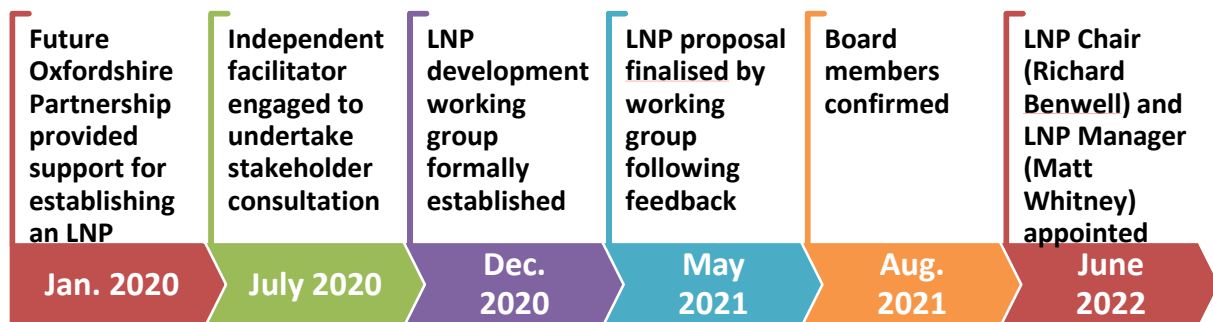 Future
Oxfordshire
Partnership
provided
support for
establishing
an LNP
Jan. 2020
Independent
facilitator
engaged to
undertake
stakeholder
consultation
July 2020
LNP
development
working
group
formally
established
Dec.
2020
LNP proposal
finalised by
working
group
following
feedback
May
2021
Board
members
confirmed
Aug.
2021
LNP Chair
(Richard
Benwell) and
LNP Manager
(Matt
Whitney)
appointed
June
2022